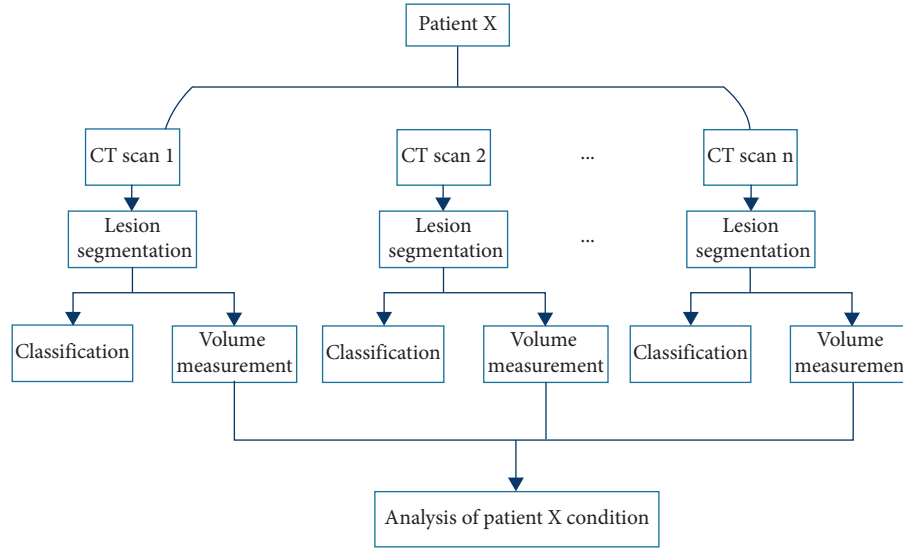 Patient X
CT scan 1
CT scan 2
...
CT scan n
Lesion
segmentation
Lesion
segmentation
...
Lesion
segmentation
Classification
Volume
measurement
Classification
Volume
measurement
Classification
Volume
measuremen
Analysis of patient X condition